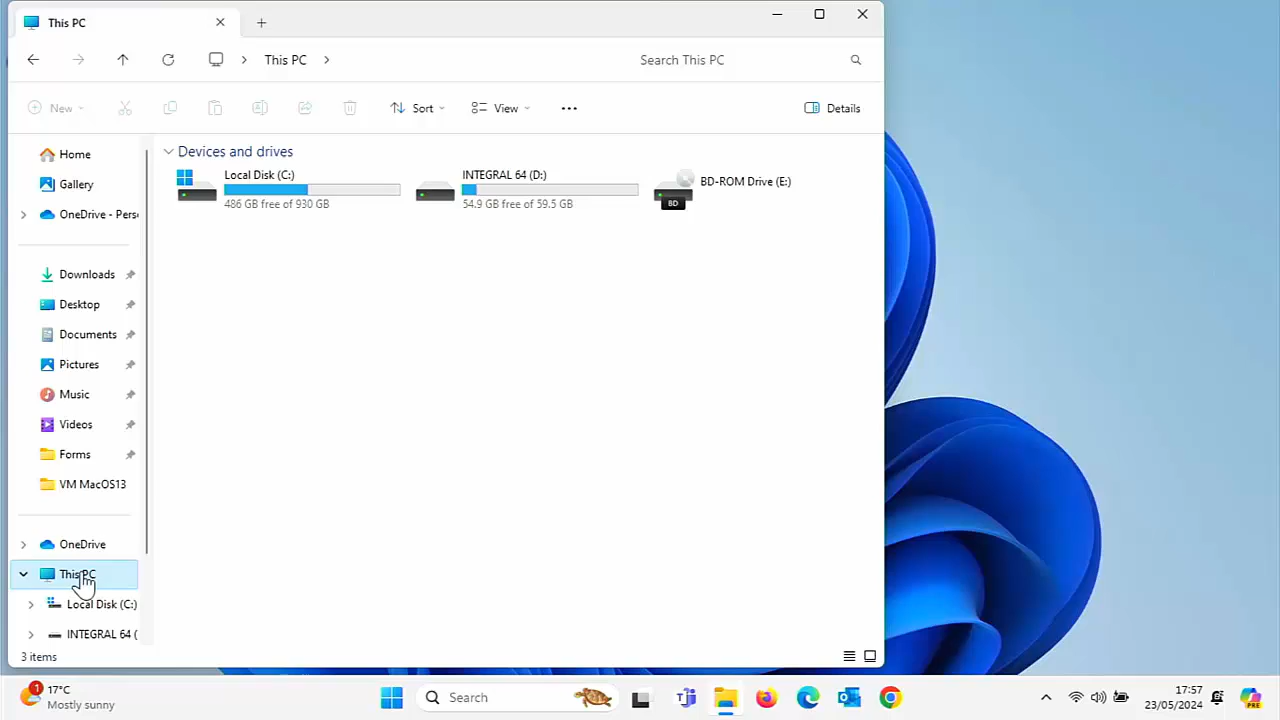 This PC
This PC
Search This PC
New
Sort
View
Details
Home
Gallery
OneDrive - Pers
Downloads
Desktop
Documents
Pictures
Music
Videos
Forms
VM MacOS13
OneDrive
This PC
Local Disk (C:)
INTEGRAL 64 (
Devices and drives
Local Disk (C:)
486 GB free of 930 GB
INTEGRAL 64 (D:)
54.9 GB free of 59.5 GB
BD
BD-ROM Drive (E:)
3 items
1
17°C
Mostly sunny
Search
17:57
23/05/2024
PRE